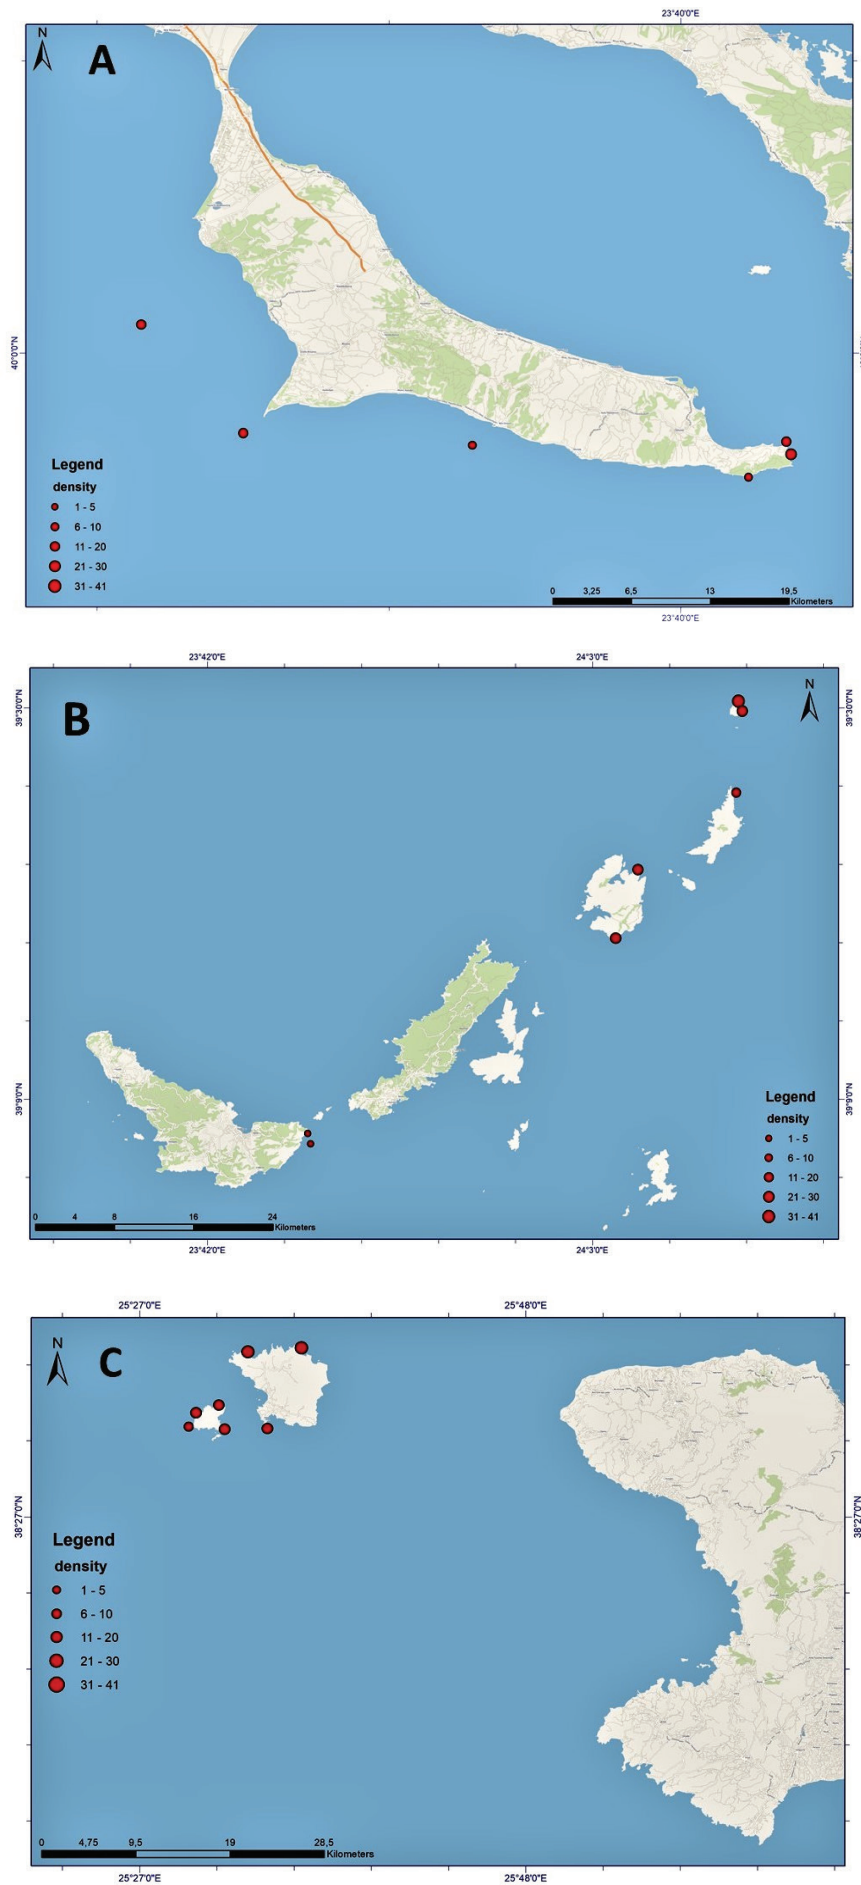 23°40'0"E
N
A
40°0'0"N
Legend
density
1 - 5
6 - 10
11 - 20
21 - 30
31 - 41
0 3,25 6,5 13 19,5
Kilometers
23°40'0"E
23°42'0"E 24°3'0"E
N
B
39°30'0"N 39°30'0"N
39°9'0"N 39°9'0"N
Legend
density
1 - 5
6 - 10
11 - 20
21 - 30
31 - 41
0 4 8 16 24
Kilometers
23°42'0"E 24°3'0"E
25°27'0"E 25°48'0"E
N
C
38°27'0"N 38°27'0"N
Legend
density
1 - 5
6 - 10
11 - 20
21 - 30
31 - 41
0 4,75 9,5 19 28,5
Kilometers
25°27'0"E 25°48'0"E